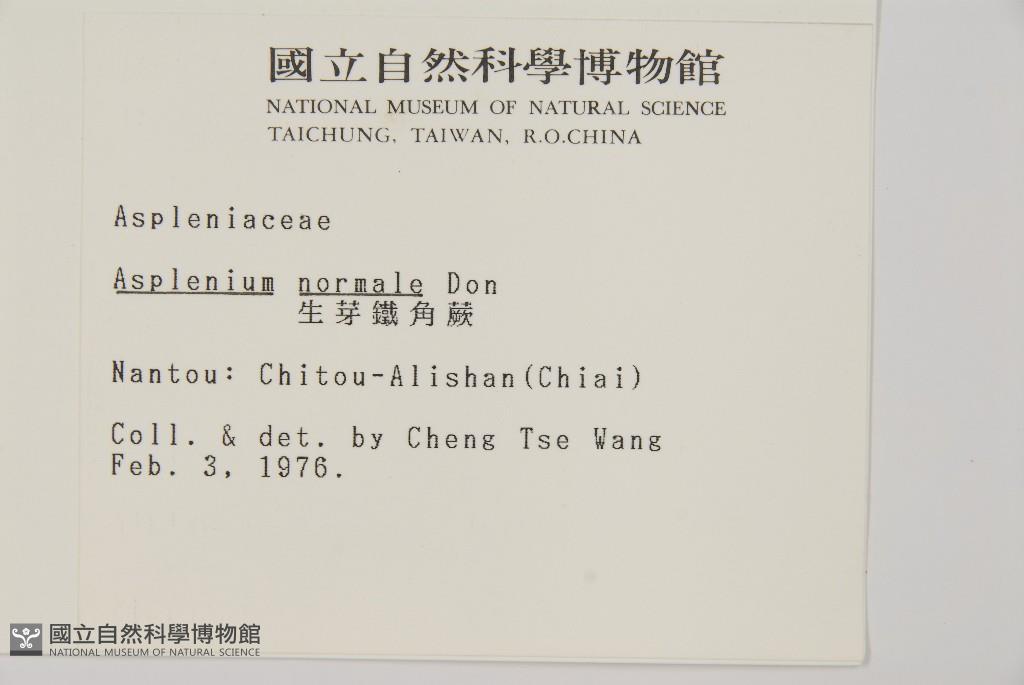 國立自然科學博物館
NATIONAL MUSEUM OF NATURAL SCIENCE
TAICHUNG, TAIWAN, R.O.CHINA
Aspleniaceae
Asplenium normale Don
生芽鐵角蕨
Nantou: Chitou-Alishan(Chiai)
Coll. & det. by Cheng Tse Wang
Feb. 3, 1976.
國立自然科學博物館
NATIONAL MUSEUM OF NATURAL SCIENCE